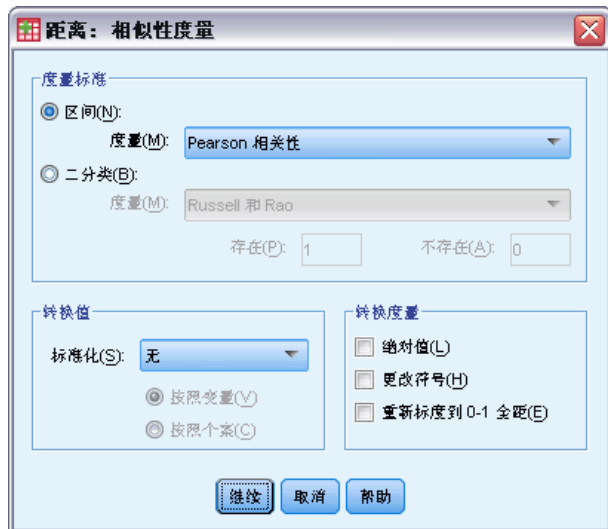 距离：相似性度量
度量标准
区间(N):
度量(M): Pearson 相关性
二分类(B):
度量(M): Russell 和 Rao
存在(P): 1 不存在(A): 0
转换值
标准化(S): 无
按照变量(V)
按照个案(C)
转换度量
绝对值(L)
更改符号(H)
重新标度到 0-1 全距(E)
继续 取消 帮助